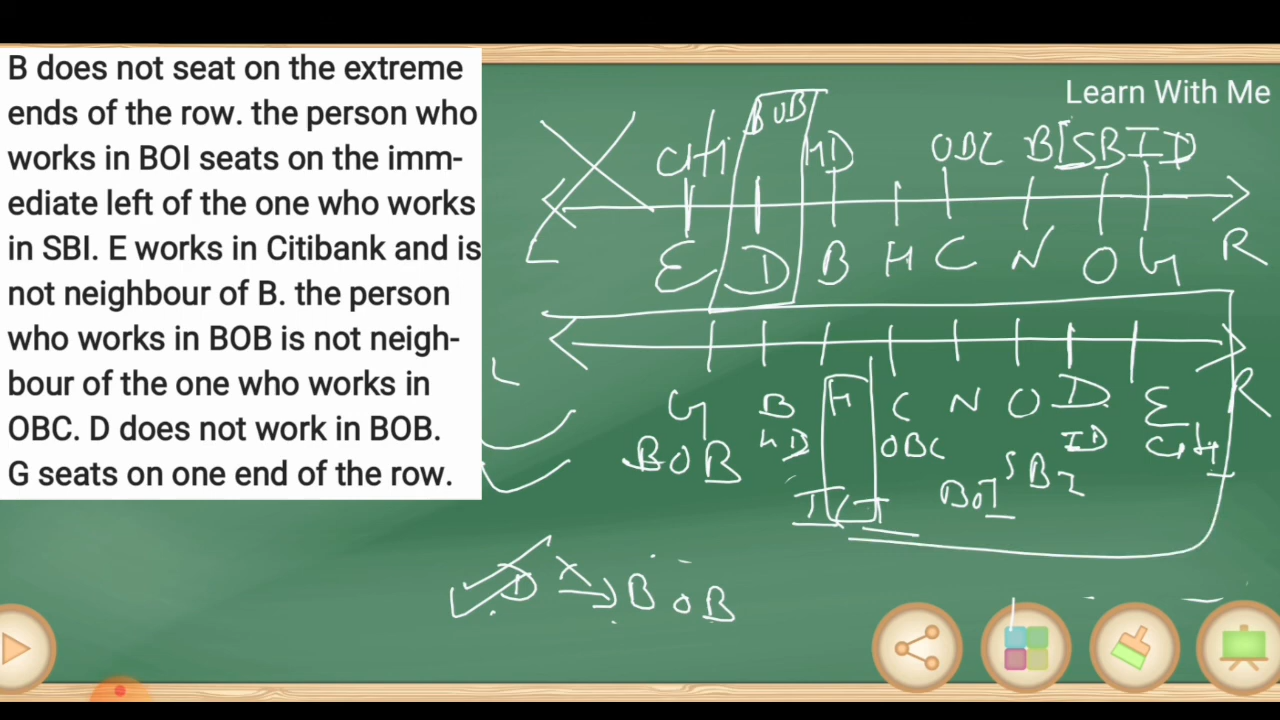 B does not seat on the extreme
ends of the row. the person who
works in BOI seats on the imm-
ediate left of the one who works
in SBI. E works in Citibank and is
not neighbour of B. the person
who works in BOB is not neigh-
bour of the one who works in
OBC. D does not work in BOB.
G seats on one end of the row.
Learn With Me
BOB
HD
OBC
L
E D B H C N O G R
L
G B H C N O D E R
BOB HD OBC BOI SBI ID
D BOB